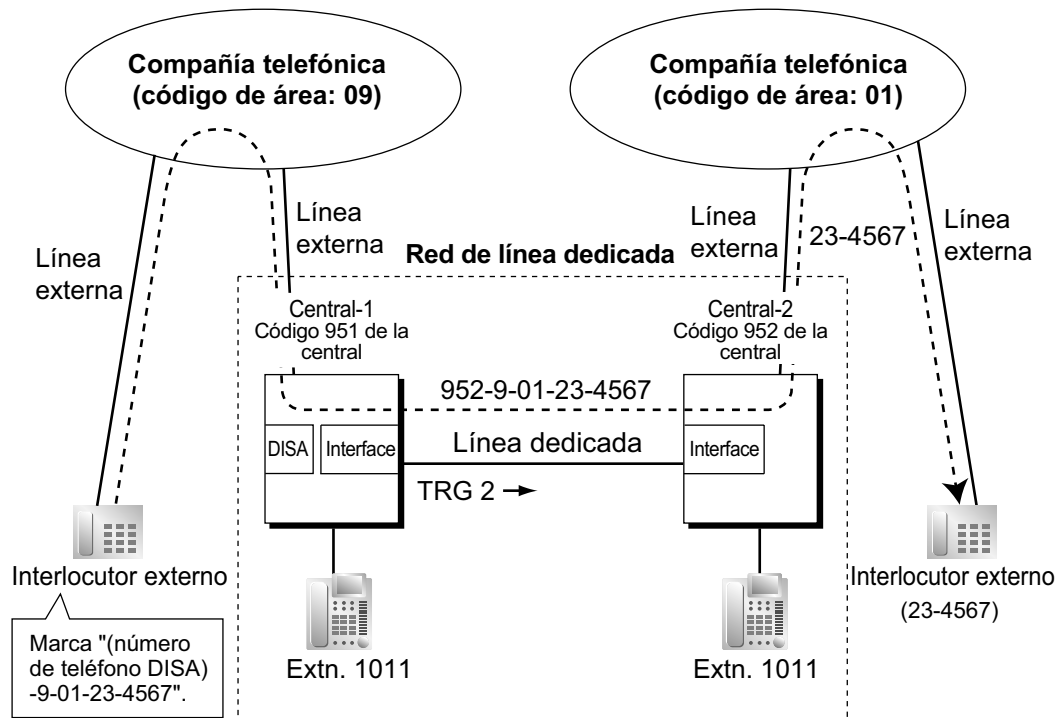 Compañía telefónica
(código de área: 09)
Compañía telefónica
(código de área: 01)
Línea
externa
Línea
externa
Red de línea dedicada
Línea
externa
23-4567
Línea
externa
Central-1
Código 951 de la
central
Central-2
Código 952 de la
central
952-9-01-23-4567
DISA
Interface
Línea dedicada
Interface
TRG 2
Interlocutor externo
Interlocutor externo
(23-4567)
Marca "(número
de teléfono DISA)
-9-01-23-4567".
Extn. 1011
Extn. 1011